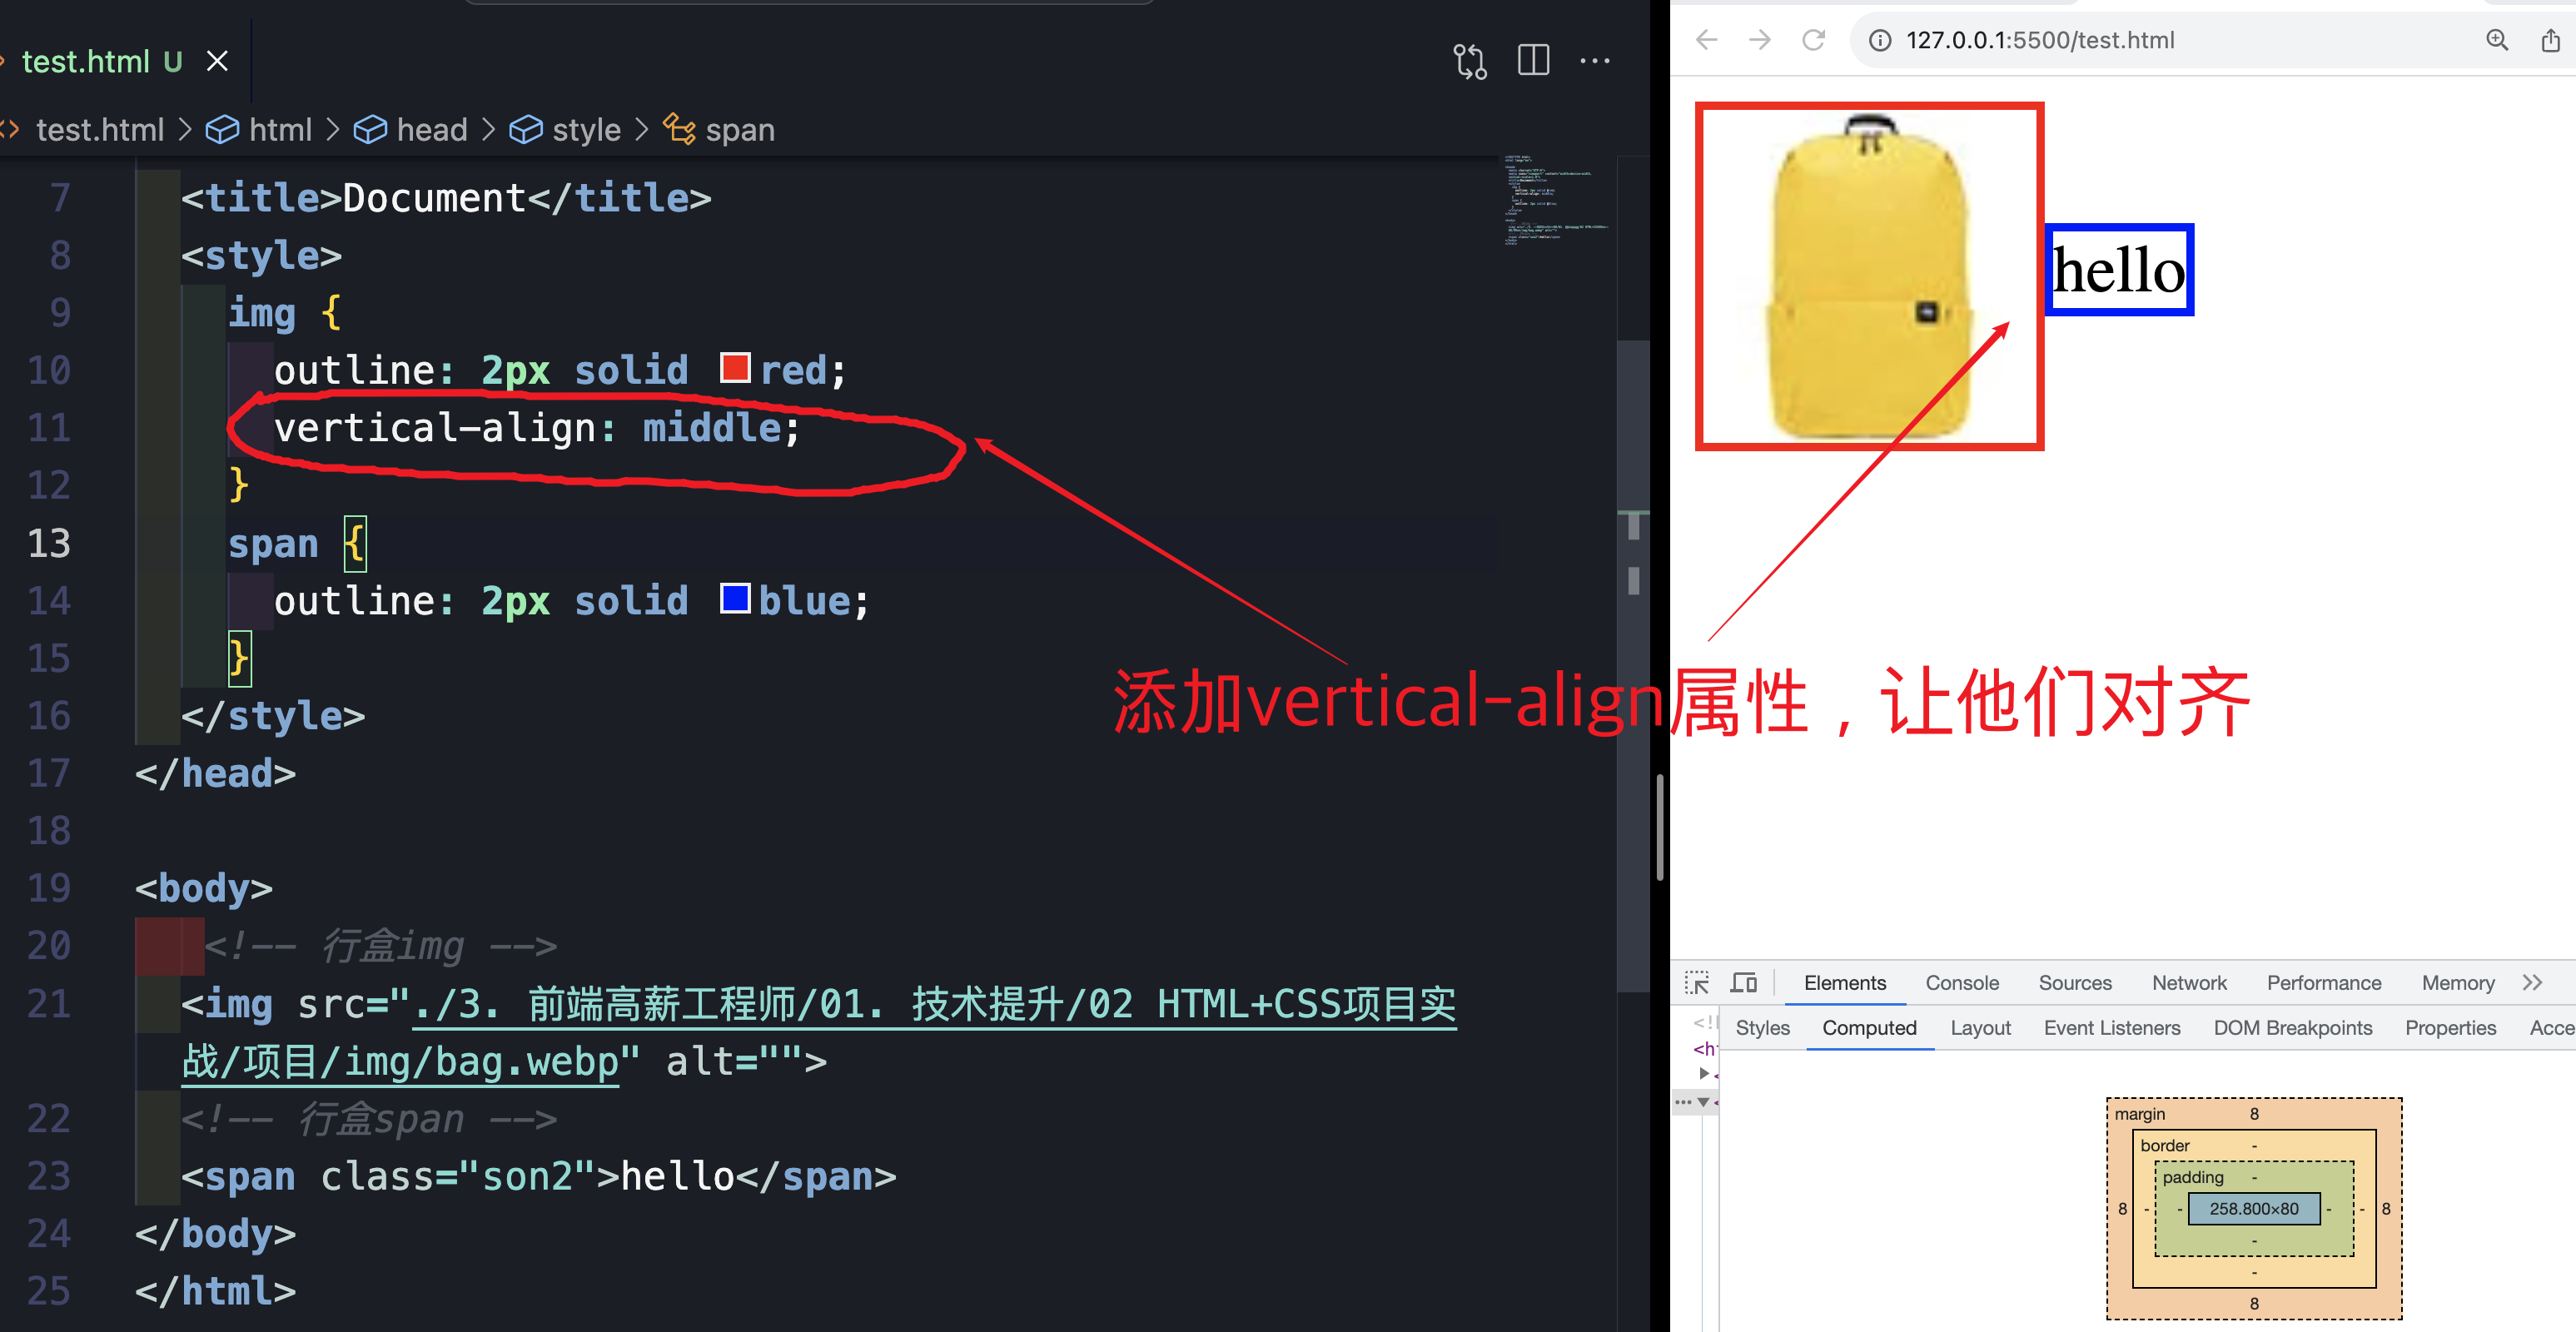 test.html U
test.html > html > head > style > span
7 <title>Document</title>
8 <style>
9 img {
10 outline: 2px solid red;
11 vertical-align: middle;
12 }
13 span {
14 outline: 2px solid blue;
15 }
16 </style>
17 </head>
18
19 <body>
20 <!-- 行盒img -->
21 <img src="./3. 前端高薪工程师/01. 技术提升/02 HTML+CSS项目实
战/项目/img/bag.webp" alt="">
22 <!-- 行盒span -->
23 <span class="son2">hello</span>
24 </body>
25 </html>
添加vertical-align属性，让他们对齐
127.0.0.1:5500/test.html
hello
Elements Console Sources Network Performance Memory
Styles Computed Layout Event Listeners DOM Breakpoints Properties Acce
<!
<h
margin 8
border -
padding -
8 - - 258.800×80 - - 8
-
-
8